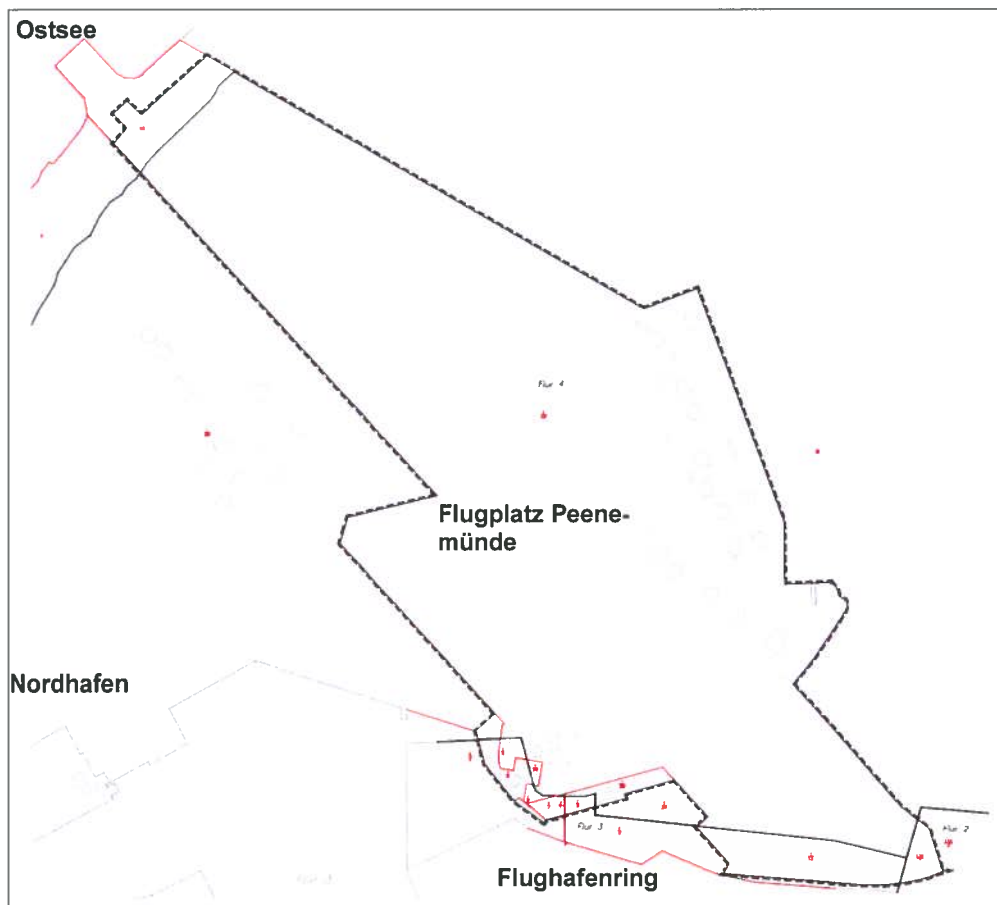 Ostsee
Flur 4
Flugplatz Peene-
münde
Nordhafen
Flur 3
Flur 2
Flughafenring